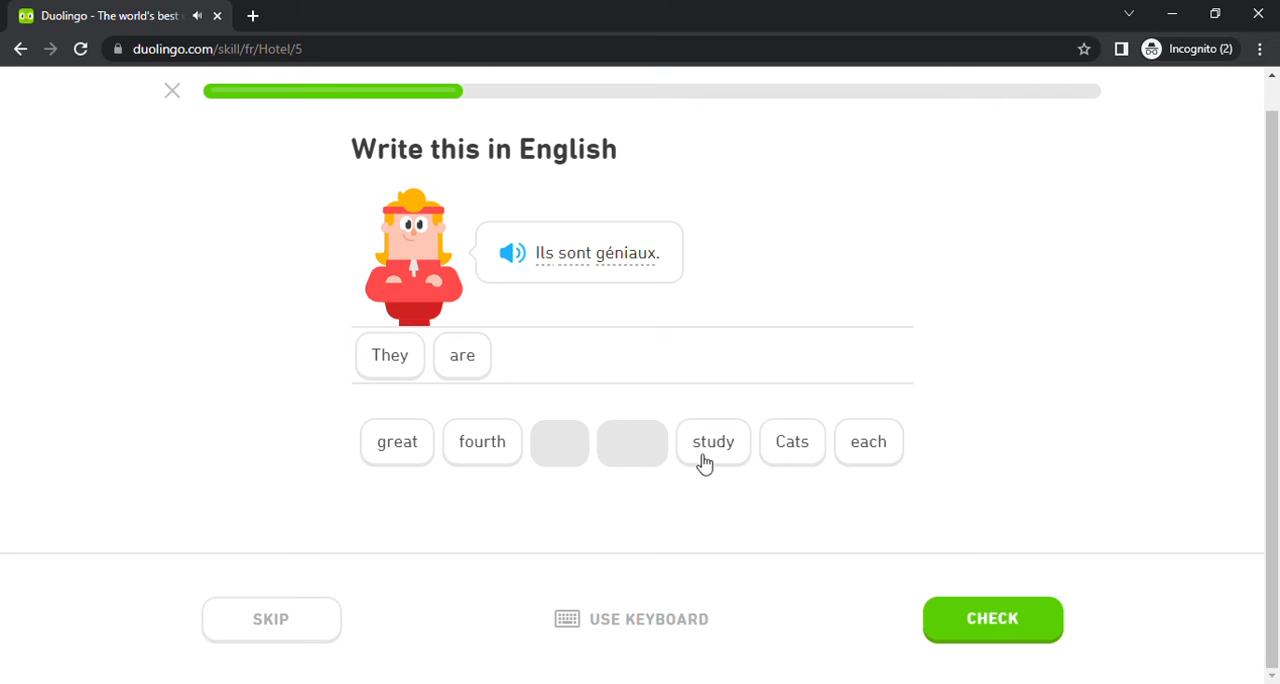 Duolingo - The world's best
duolingo.com/skill/fr/Hotel/5
Incognito (2)
Write this in English
Ils sont géniaux.
They are
great fourth study Cats each
SKIP
USE KEYBOARD
CHECK